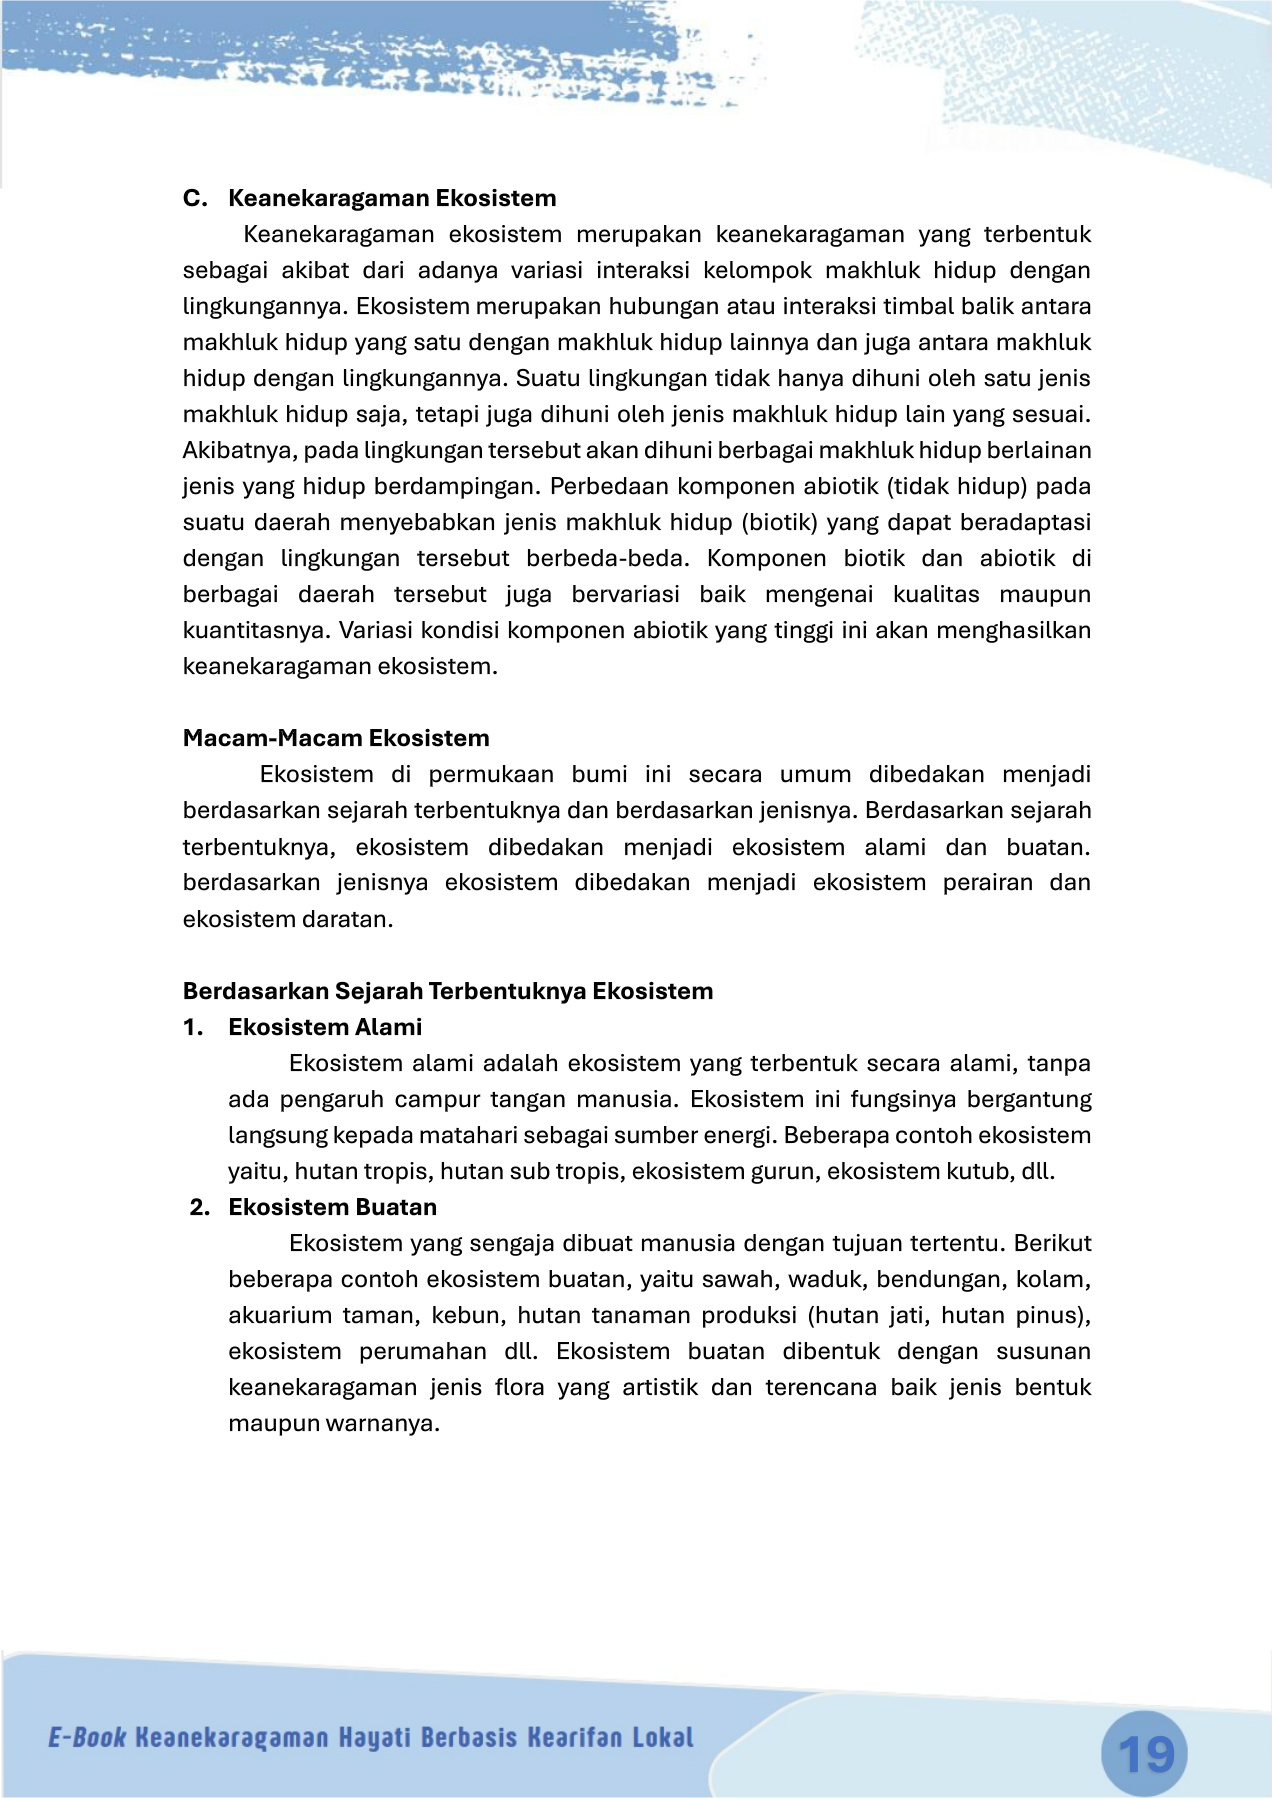 C. Keanekaragaman Ekosistem
Keanekaragaman ekosistem merupakan keanekaragaman yang terbentuk
sebagai akibat dari adanya variasi interaksi kelompok makhluk hidup dengan
lingkungannya. Ekosistem merupakan hubungan atau interaksi timbal balik antara
makhluk hidup yang satu dengan makhluk hidup lainnya dan juga antara makhluk
hidup dengan lingkungannya. Suatu lingkungan tidak hanya dihuni oleh satu jenis
makhluk hidup saja, tetapi juga dihuni oleh jenis makhluk hidup lain yang sesuai.
Akibatnya, pada lingkungan tersebut akan dihuni berbagai makhluk hidup berlainan
jenis yang hidup berdampingan. Perbedaan komponen abiotik (tidak hidup) pada
suatu daerah menyebabkan jenis makhluk hidup (biotik) yang dapat beradaptasi
dengan lingkungan tersebut berbeda-beda. Komponen biotik dan abiotik di
berbagai daerah tersebut juga bervariasi baik mengenai kualitas maupun
kuantitasnya. Variasi kondisi komponen abiotik yang tinggi ini akan menghasilkan
keanekaragaman ekosistem.
Macam-Macam Ekosistem
Ekosistem di permukaan bumi ini secara umum dibedakan menjadi
berdasarkan sejarah terbentuknya dan berdasarkan jenisnya. Berdasarkan sejarah
terbentuknya, ekosistem dibedakan menjadi ekosistem alami dan buatan.
berdasarkan jenisnya ekosistem dibedakan menjadi ekosistem perairan dan
ekosistem daratan.
Berdasarkan Sejarah Terbentuknya Ekosistem
1. Ekosistem Alami
Ekosistem alami adalah ekosistem yang terbentuk secara alami, tanpa
ada pengaruh campur tangan manusia. Ekosistem ini fungsinya bergantung
langsung kepada matahari sebagai sumber energi. Beberapa contoh ekosistem
yaitu, hutan tropis, hutan sub tropis, ekosistem gurun, ekosistem kutub, dll.
2. Ekosistem Buatan
Ekosistem yang sengaja dibuat manusia dengan tujuan tertentu. Berikut
beberapa contoh ekosistem buatan, yaitu sawah, waduk, bendungan, kolam,
akuarium taman, kebun, hutan tanaman produksi (hutan jati, hutan pinus),
ekosistem perumahan dll. Ekosistem buatan dibentuk dengan susunan
keanekaragaman jenis flora yang artistik dan terencana baik jenis bentuk
maupun warnanya.
E-Book Keanekaragaman Hayati Berbasis Kearifan Lokal
19